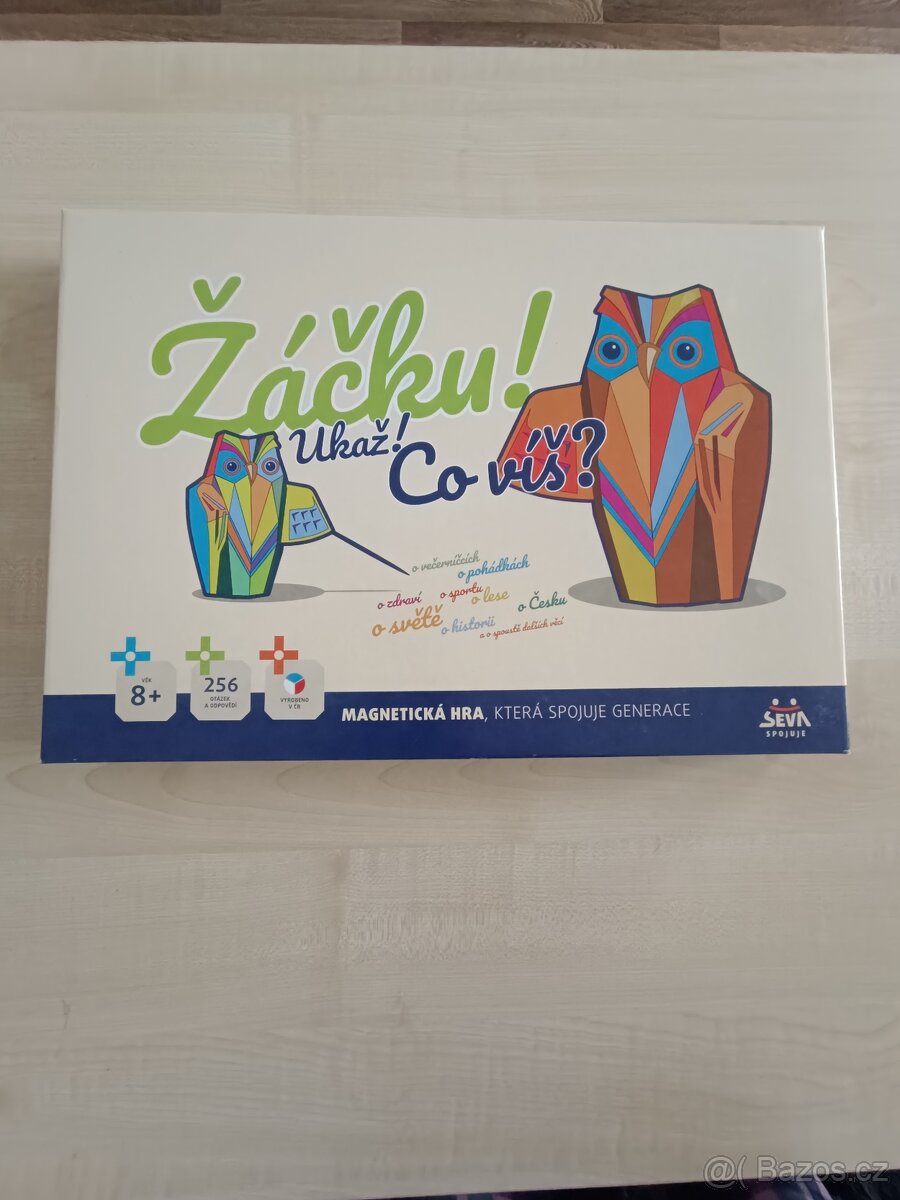 Žáčku!
Ukaž!
Co víš?
o večerníčcích
o pohádkách
o zdraví
o sportu
o lese
o Česku
o světě
o historii
a o spoustě dalších věcí
VĚK
8+
256
OTÁZEK
A ODPOVĚDÍ
VYROBENO
V ČR
MAGNETICKÁ HRA, KTERÁ SPOJUJE GENERACE
SEVA
SPOJUJE
@( Bazos.cz